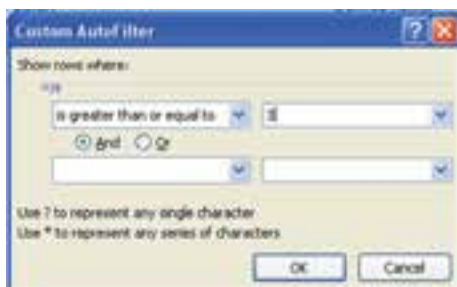 Custom AutoFilter
Show rows where:
is greater than or equal to
And Or
Use ? to represent any single character
Use * to represent any series of characters
OK Cancel